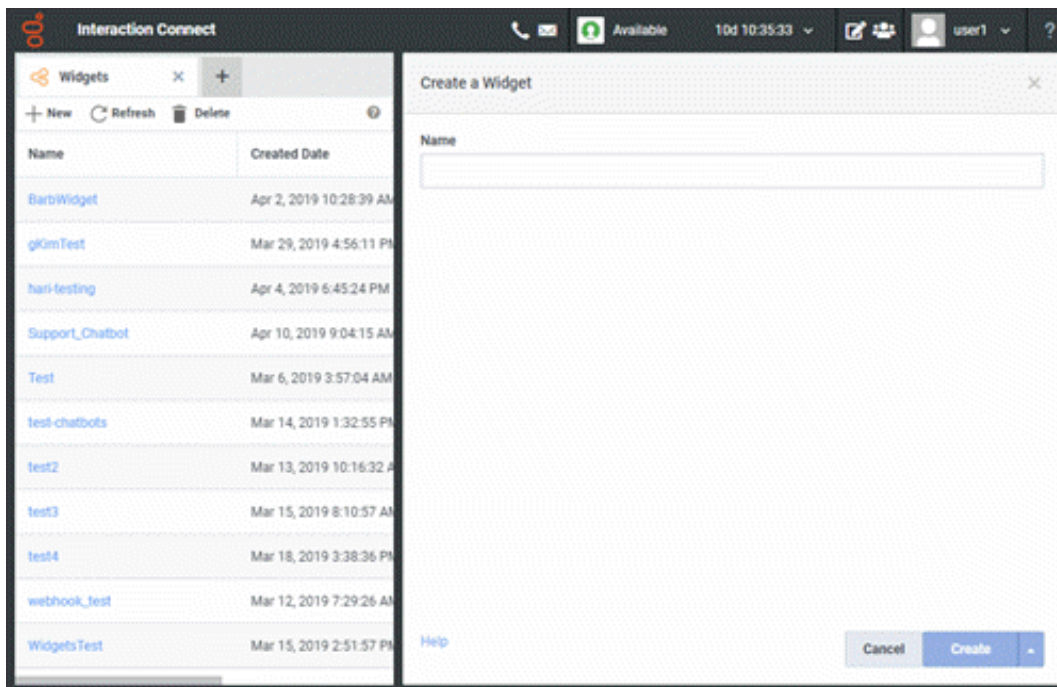 Interaction Connect
Available 10d 10:35:33 user1 ?
Widgets × +
+ New Refresh Delete ?
Name Created Date
BarbWidget Apr 2, 2019 10:28:39 AM
gKimTest Mar 29, 2019 4:56:11 PM
hari-testing Apr 4, 2019 6:45:24 PM
Support_Chatbot Apr 10, 2019 9:04:15 AM
Test Mar 6, 2019 3:57:04 AM
test-chatbots Mar 14, 2019 1:32:55 PM
test2 Mar 13, 2019 10:16:32 A
test3 Mar 15, 2019 8:10:57 AM
test4 Mar 18, 2019 3:38:36 PM
webhook_test Mar 12, 2019 7:29:26 AM
WidgetsTest Mar 15, 2019 2:51:57 PM
Create a Widget ×
Name
Help
Cancel Create